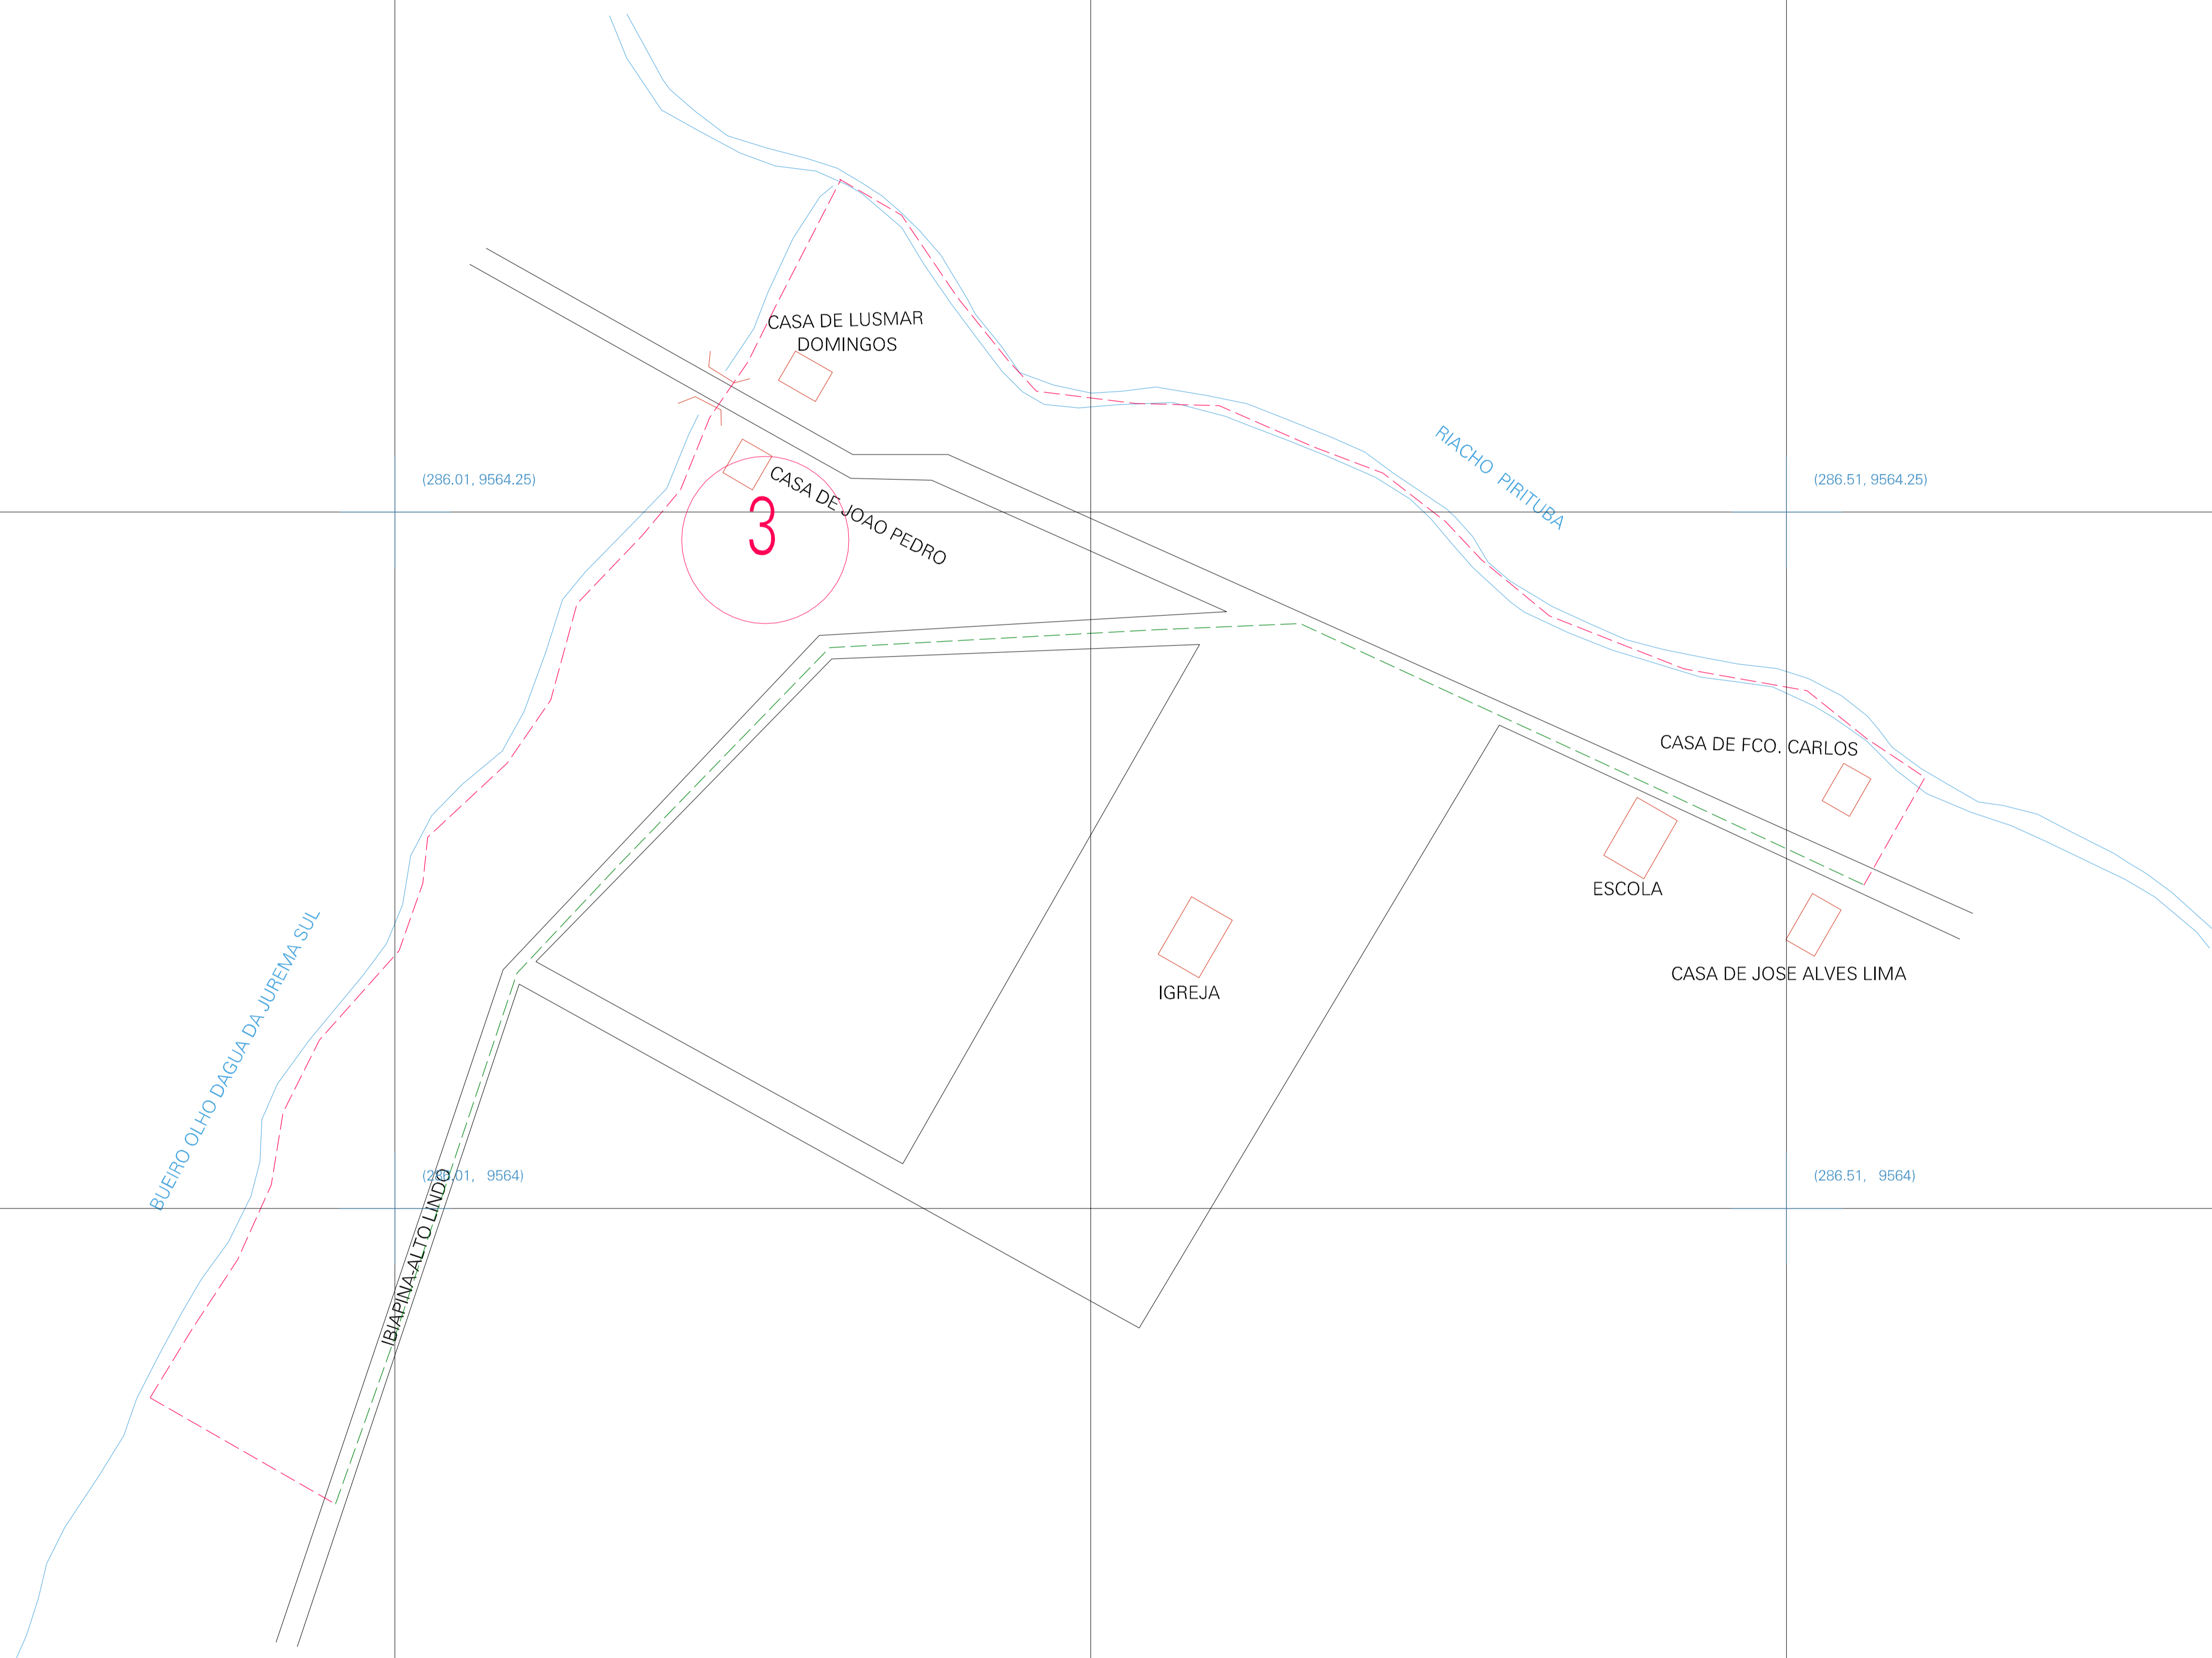 CASA DE LUSMAR
DOMINGOS
RIACHO PIRITUBA
(286.01, 9564.25)
(286.51, 9564.25)
CASA DE JOAO PEDRO
3
CASA DE FCO. CARLOS
ESCOLA
CASA DE JOSE ALVES LIMA
IGREJA
BUEIRO OLHO DAGUA DA JUREMA SUL
(286.01, 9564)
(286.51, 9564)
IBIAPINA-ALTO LINDO